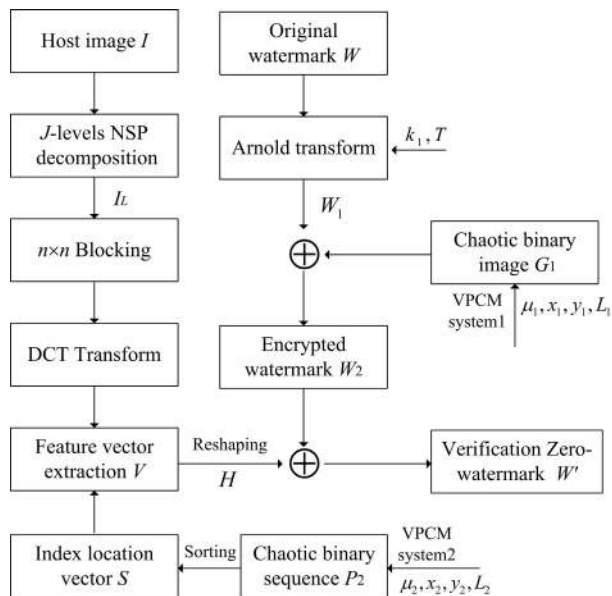 Host image I
Original
watermark W
J-levels NSP
decomposition
Arnold transform
k₁, T
I_L
W₁
n×n Blocking
Chaotic binary
image G₁
VPCM
system1
μ₁, x₁, y₁, L₁
DCT Transform
Encrypted
watermark W₂
Feature vector
extraction V
Reshaping
H
Verification Zero-
watermark W'
Index location
vector S
Sorting
Chaotic binary
sequence P₂
VPCM
system2
μ₂, x₂, y₂, L₂